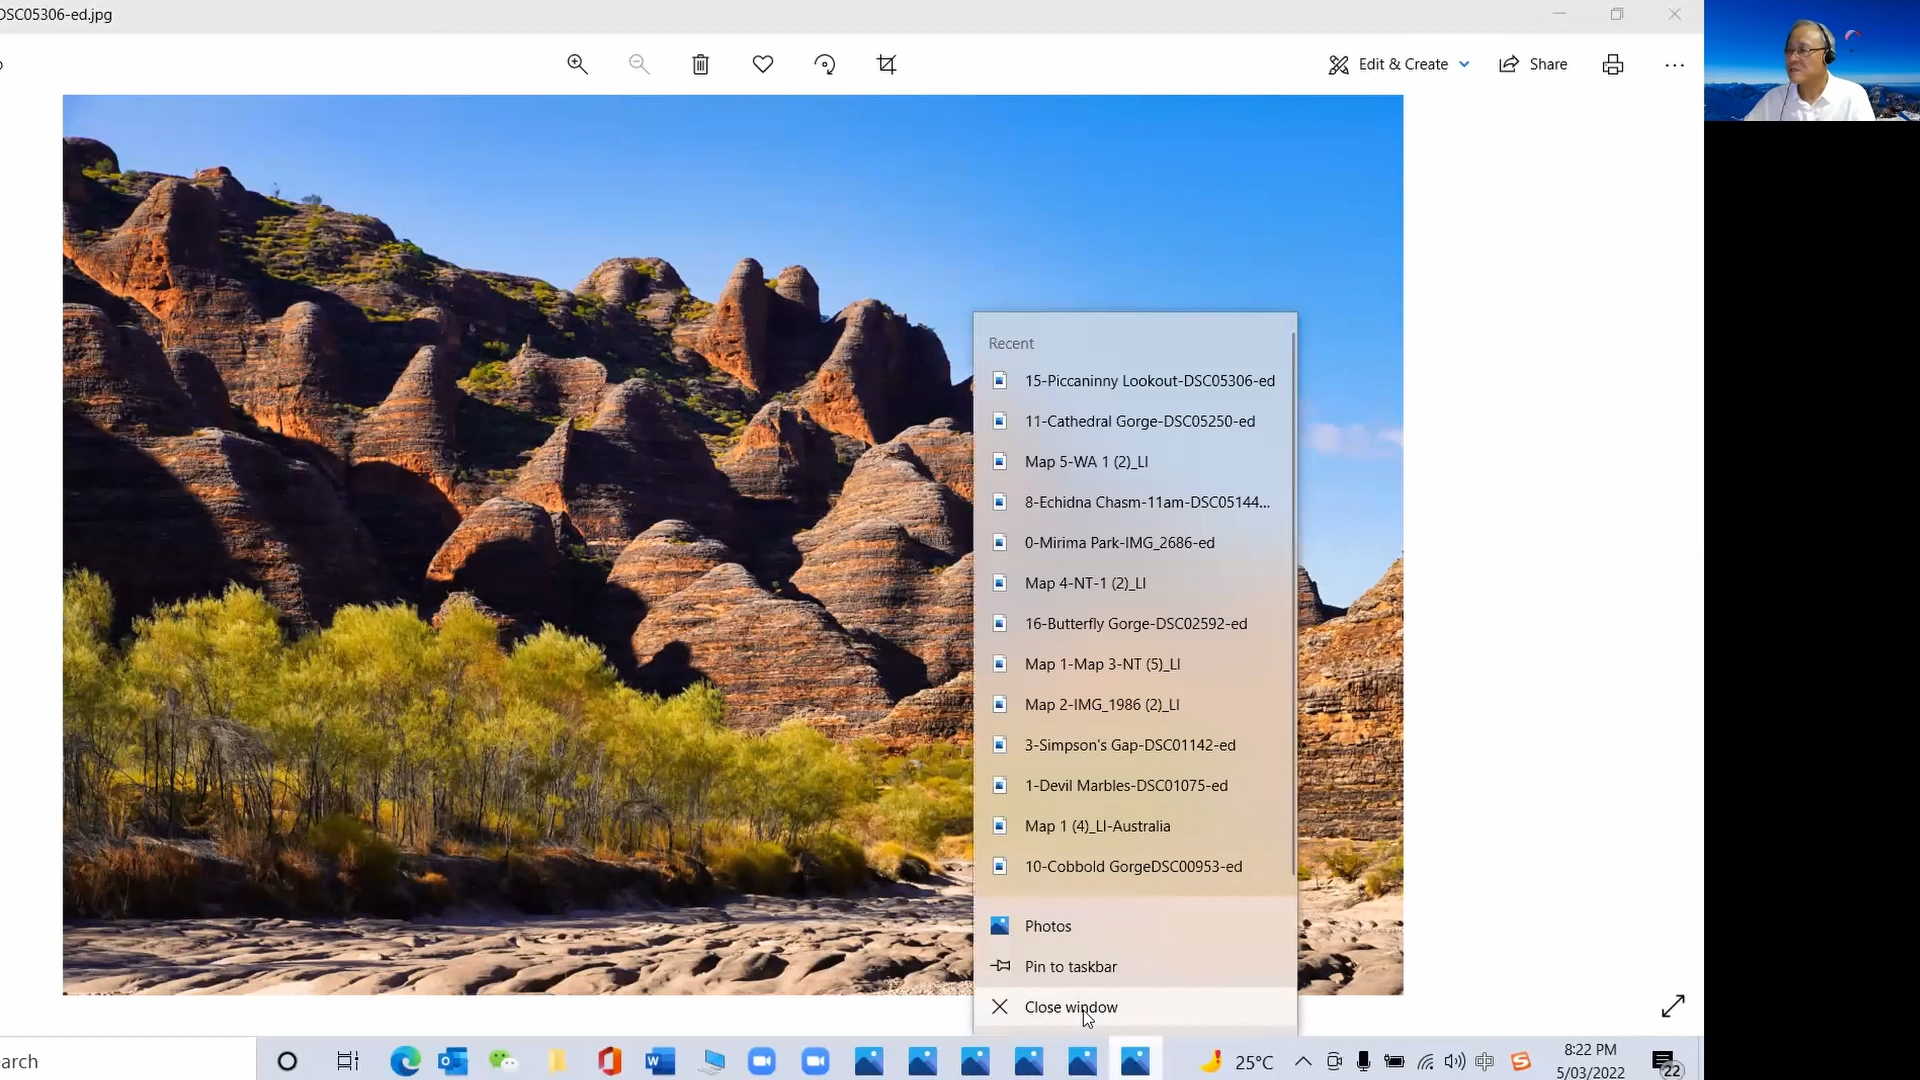 DSC05306-ed.jpg
Edit & Create
Share
Recent
15-Piccaninny Lookout-DSC05306-ed
11-Cathedral Gorge-DSC05250-ed
Map 5-WA 1 (2)_LI
8-Echidna Chasm-11am-DSC05144...
0-Mirima Park-IMG_2686-ed
Map 4-NT-1 (2)_LI
16-Butterfly Gorge-DSC02592-ed
Map 1-Map 3-NT (5)_LI
Map 2-IMG_1986 (2)_LI
3-Simpson's Gap-DSC01142-ed
1-Devil Marbles-DSC01075-ed
Map 1 (4)_LI-Australia
10-Cobbold GorgeDSC00953-ed
Photos
Pin to taskbar
Close window
arch
25°C
8:22 PM
5/03/2022
22